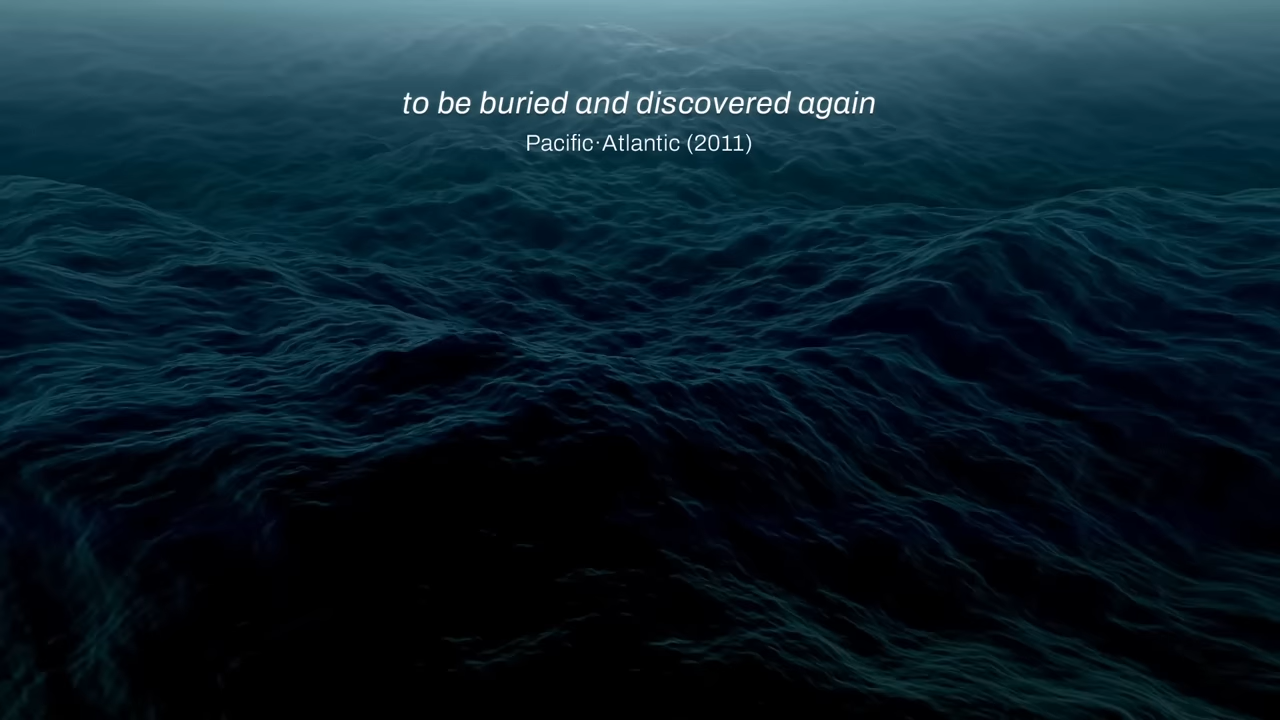 to be buried and discovered again
Pacific·Atlantic (2011)